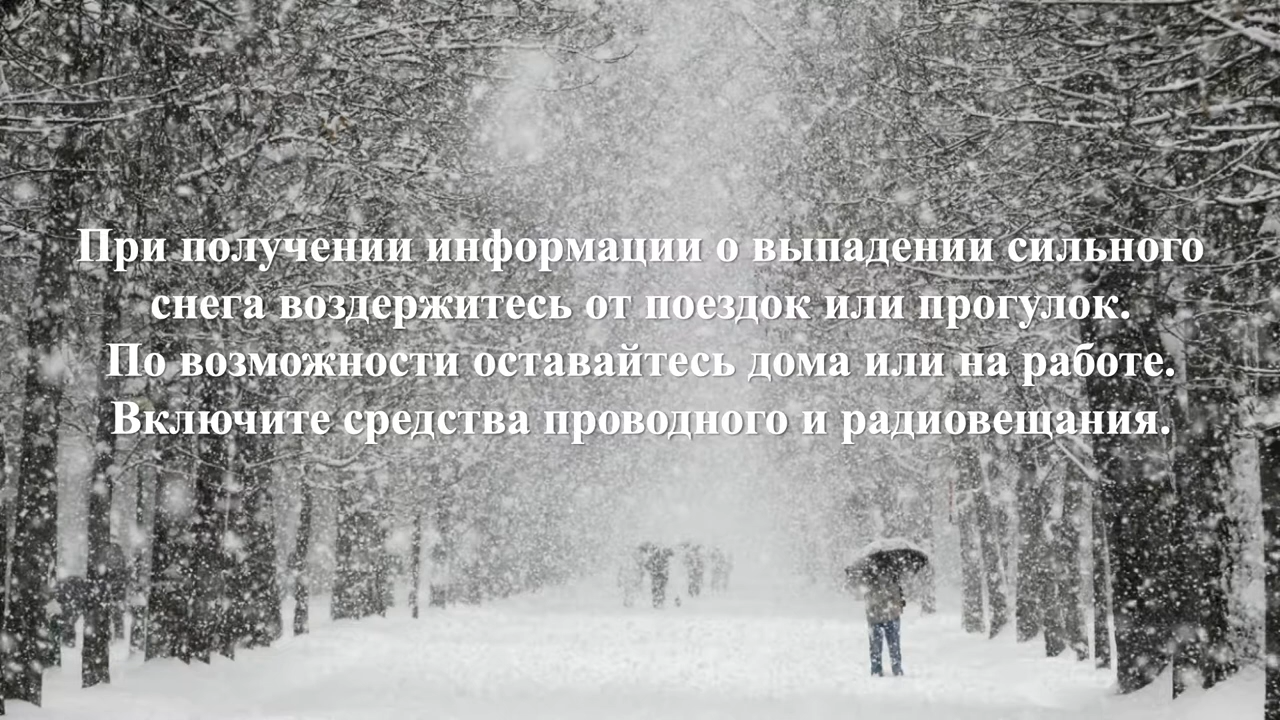 При получении информации о выпадении сильного
снега воздержитесь от поездок или прогулок.
По возможности оставайтесь дома или на работе.
Включите средства проводного и радиовещания.